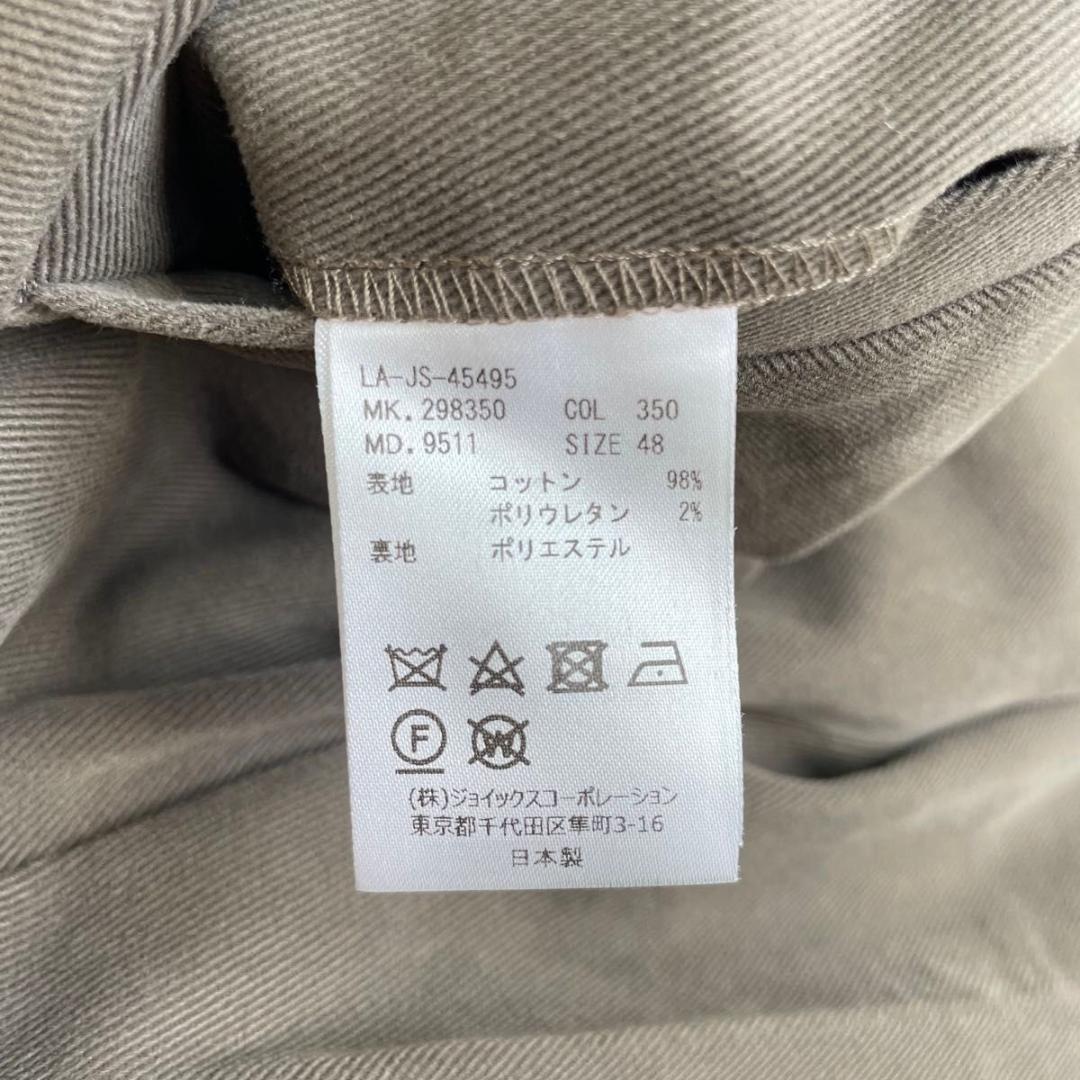 LA-JS-45495
MK.298350 COL 350
MD.9511 SIZE 48
表地 コットン 98%
ポリウレタン 2%
裏地 ポリエステル
F W
(株)ジョイックスコーポレーション
東京都千代田区隼町3-16
日本製